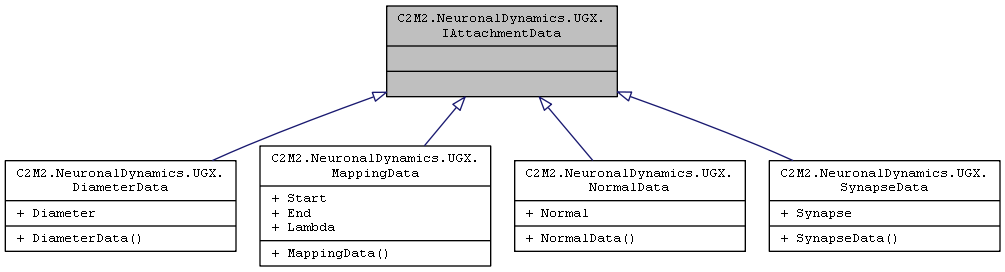 C2M2.NeuronalDynamics.UGX.
IAttachmentData
C2M2.NeuronalDynamics.UGX.
DiameterData
+ Diameter
+ DiameterData()
C2M2.NeuronalDynamics.UGX.
MappingData
+ Start
+ End
+ Lambda
+ MappingData()
C2M2.NeuronalDynamics.UGX.
NormalData
+ Normal
+ NormalData()
C2M2.NeuronalDynamics.UGX.
SynapseData
+ Synapse
+ SynapseData()